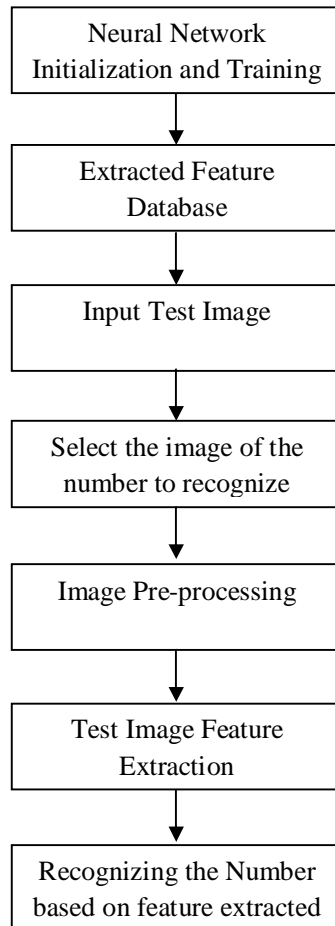 Neural Network
Initialization and Training
Extracted Feature
Database
Input Test Image
Select the image of the
number to recognize
Image Pre-processing
Test Image Feature
Extraction
Recognizing the Number
based on feature extracted